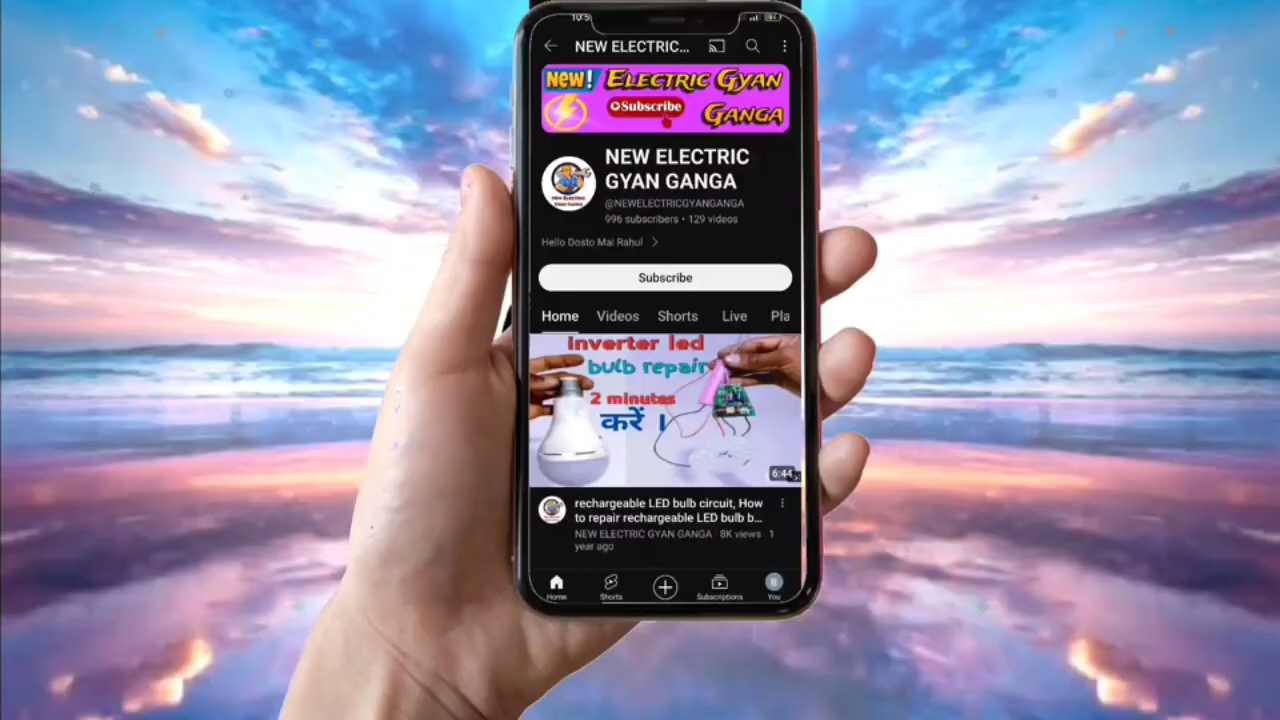 10:5
NEW ELECTRIC...
New! ELECTRIC GYAN
Subscribe GANGA
NEW ELECTRIC
GYAN GANGA
@NEWELECTRICGYANGANGA
996 subscribers • 129 videos
Hello Dosto Mai Rahul
Subscribe
Home Videos Shorts Live Pla
inverter led
bulb repair
2 minutes
करें ।
6:44
rechargeable LED bulb circuit, How
to repair rechargeable LED bulb b...
NEW ELECTRIC GYAN GANGA · 8K views · 1
year ago
Home Shorts Subscriptions You